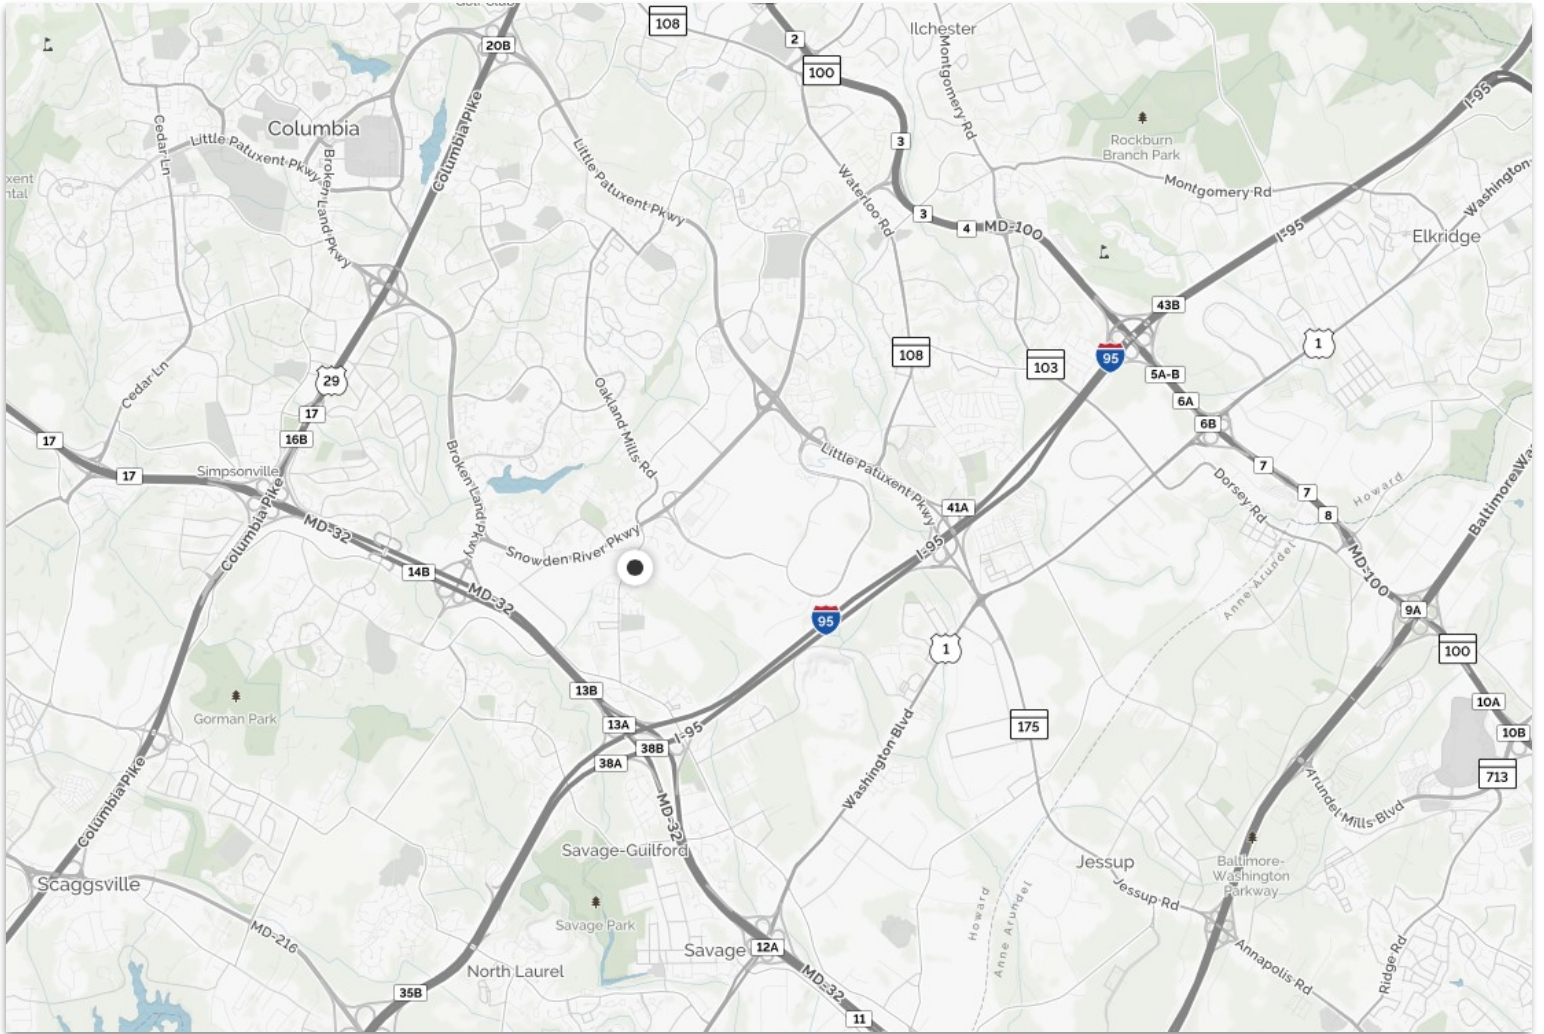 Golf Club
108
Ilchester
2
20B
100
I-95
Montgomery Rd
Columbia
Cedar Ln
Little Patuxent Pkwy
Broken Land Pkwy
Columbia Pike
Little Patuxent Pkwy
3
Rockburn
Branch Park
Montgomery Rd
Washington
Waterloo Rd
3
4
MD-100
I-95
Elkridge
43B
1
108
103
95
5A-B
6A
6B
29
17
16B
Cedar Ln
17
17
Simpsonville
Oakland Mills Rd
Broken Land Pkwy
Little Patuxent Pkwy
7
7
8
Howard
Dorsey Rd
Baltimore-Wa
Columbia Pike
MD-32
41A
I-95
Snowden River Pkwy
14B
MD-32
Anne Arundel
MD-100
9A
95
1
100
13B
Gorman Park
13A
38B
I-95
38A
175
10A
10B
713
Washington Blvd
Columbia Pike
MD-32
Arundel Mills Blvd
Savage-Guilford
Jessup
Baltimore-
Washington
Parkway
Scaggsville
Jessup Rd
Savage Park
Howard
Anne Arundel
MD-216
Savage
12A
North Laurel
MD-32
Annapolis Rd
Ridge Rd
35B
11